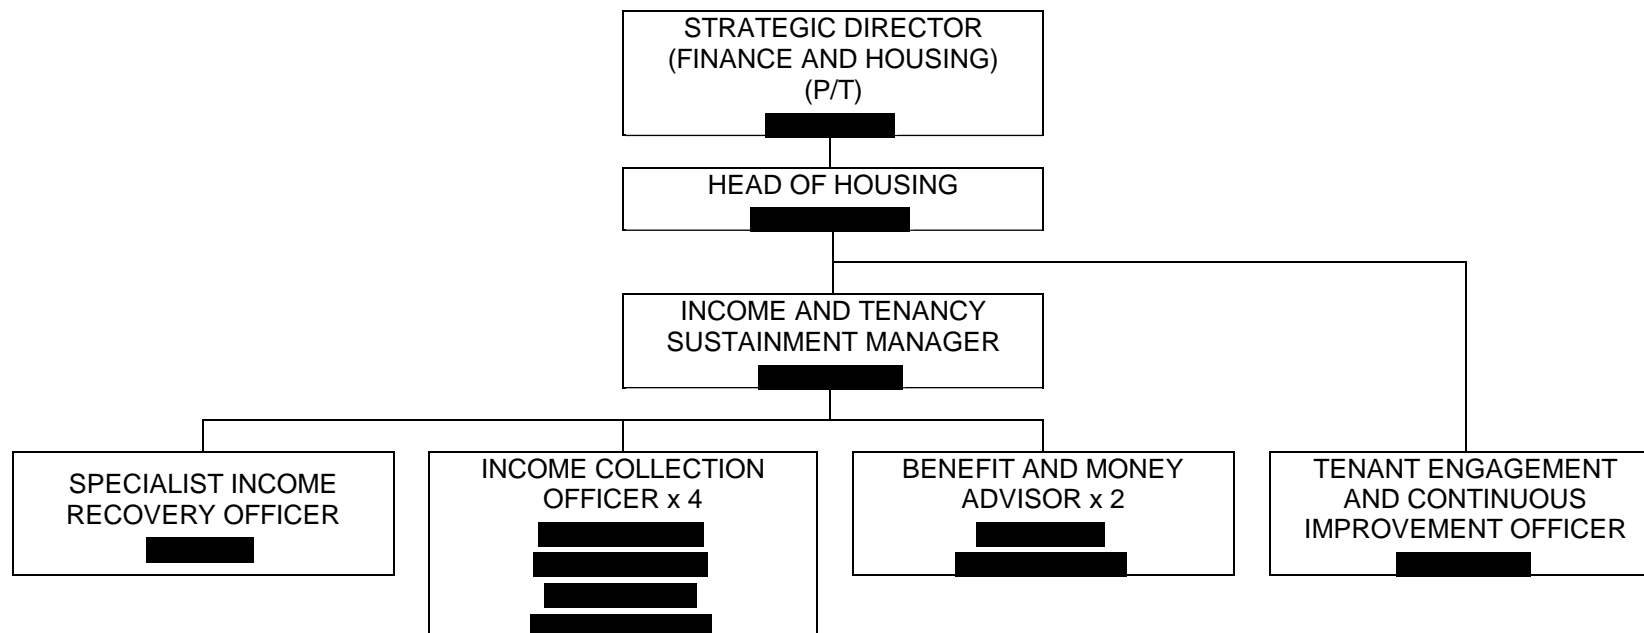 STRATEGIC DIRECTOR
(FINANCE AND HOUSING)
(P/T)
HEAD OF HOUSING
INCOME AND TENANCY
SUSTAINMENT MANAGER
SPECIALIST INCOME
RECOVERY OFFICER
INCOME COLLECTION
OFFICER x 4
BENEFIT AND MONEY
ADVISOR x 2
TENANT ENGAGEMENT
AND CONTINUOUS
IMPROVEMENT OFFICER